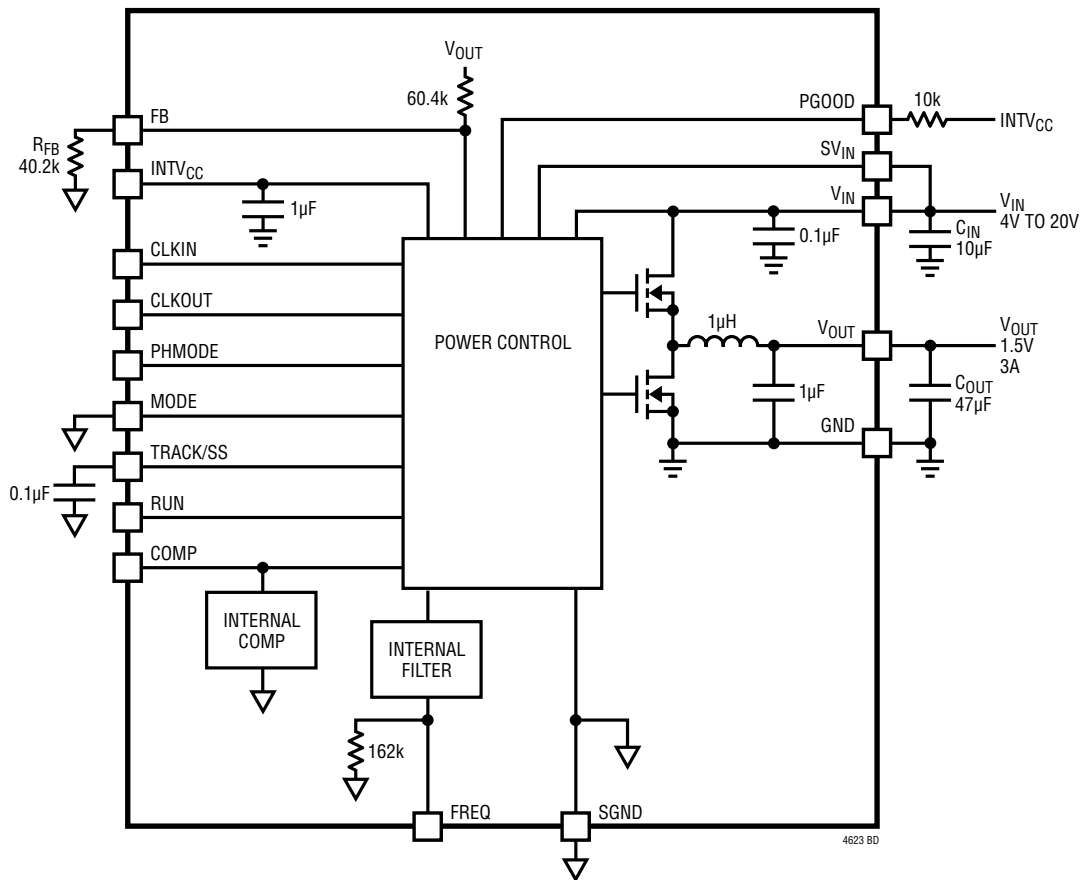 V_OUT
60.4k
FB
R_FB
40.2k
INTV_CC
1µF
CLKIN
CLKOUT
PHMODE
MODE
TRACK/SS
0.1µF
RUN
COMP
INTERNAL
COMP
INTERNAL
FILTER
162k
FREQ
SGND
POWER CONTROL
PGOOD
10k
INTV_CC
SV_IN
V_IN
V_IN
4V TO 20V
0.1µF
C_IN
10µF
1µH
V_OUT
V_OUT
1.5V
3A
1µF
C_OUT
47µF
GND
4623 BD